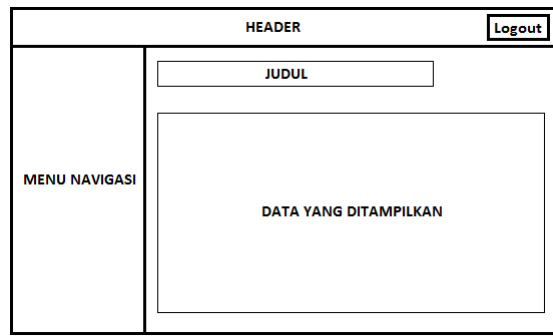 HEADER
Logout
JUDUL
MENU NAVIGASI
DATA YANG DITAMPILKAN